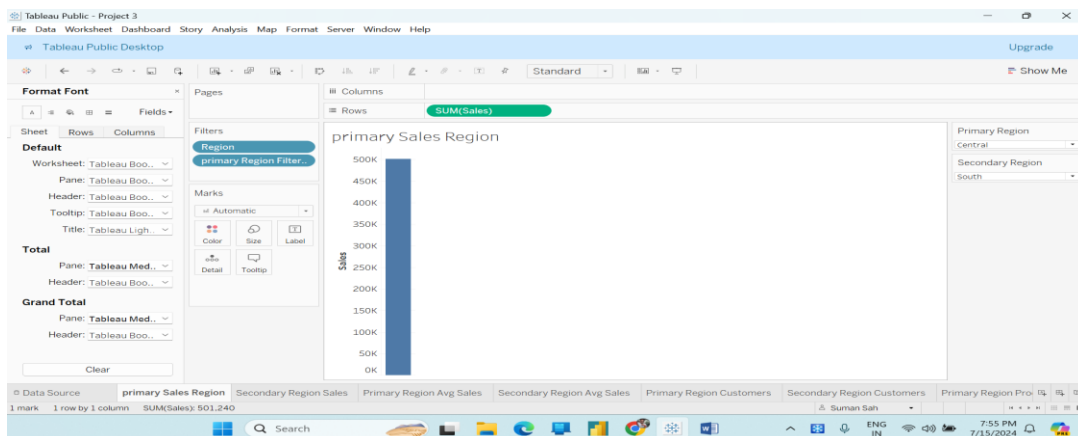 Tableau Public - Project 3
File Data Worksheet Dashboard Story Analysis Map Format Server Window Help
Tableau Public Desktop Upgrade
Standard Show Me
Format Font × Pages Columns
Rows SUM(Sales)
Fields
Sheet Rows Columns
Filters
Region
primary Region Filter..
primary Sales Region
Primary Region
Central
Secondary Region
South
Default
Worksheet: Tableau Boo..
Pane: Tableau Boo..
Header: Tableau Boo..
Tooltip: Tableau Boo..
Title: Tableau Ligh..
Total
Pane: Tableau Med..
Header: Tableau Boo..
Grand Total
Pane: Tableau Med..
Header: Tableau Boo..
Clear
Marks
Automatic
Color Size Label
Detail Tooltip
Sales
500K
450K
400K
350K
300K
250K
200K
150K
100K
50K
0K
Data Source primary Sales Region Secondary Region Sales Primary Region Avg Sales Secondary Region Avg Sales Primary Region Customers Secondary Region Customers Primary Region Pro
1 mark 1 row by 1 column SUM(Sales): 501,240 Suman Sah
Search ENG IN 7:55 PM 7/15/2024